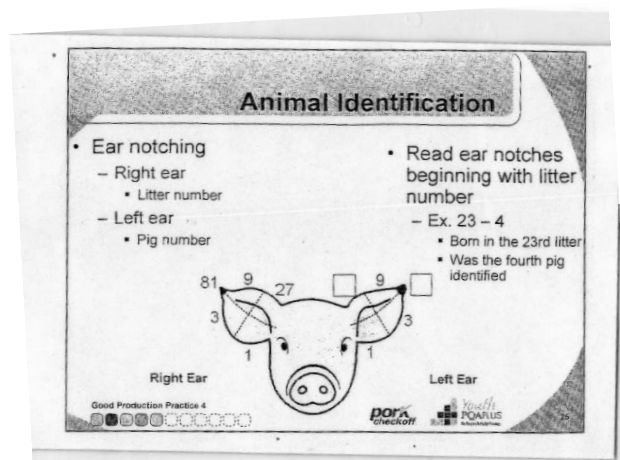 Animal Identification
• Ear notching
– Right ear
▪ Litter number
– Left ear
▪ Pig number
• Read ear notches
beginning with litter
number
– Ex. 23 – 4
▪ Born in the 23rd litter
▪ Was the fourth pig
identified
81 9 27 3 1
9 3 1
Right Ear
Left Ear
Good Production Practice 4
pork
checkoff
Youth
PQA PLUS